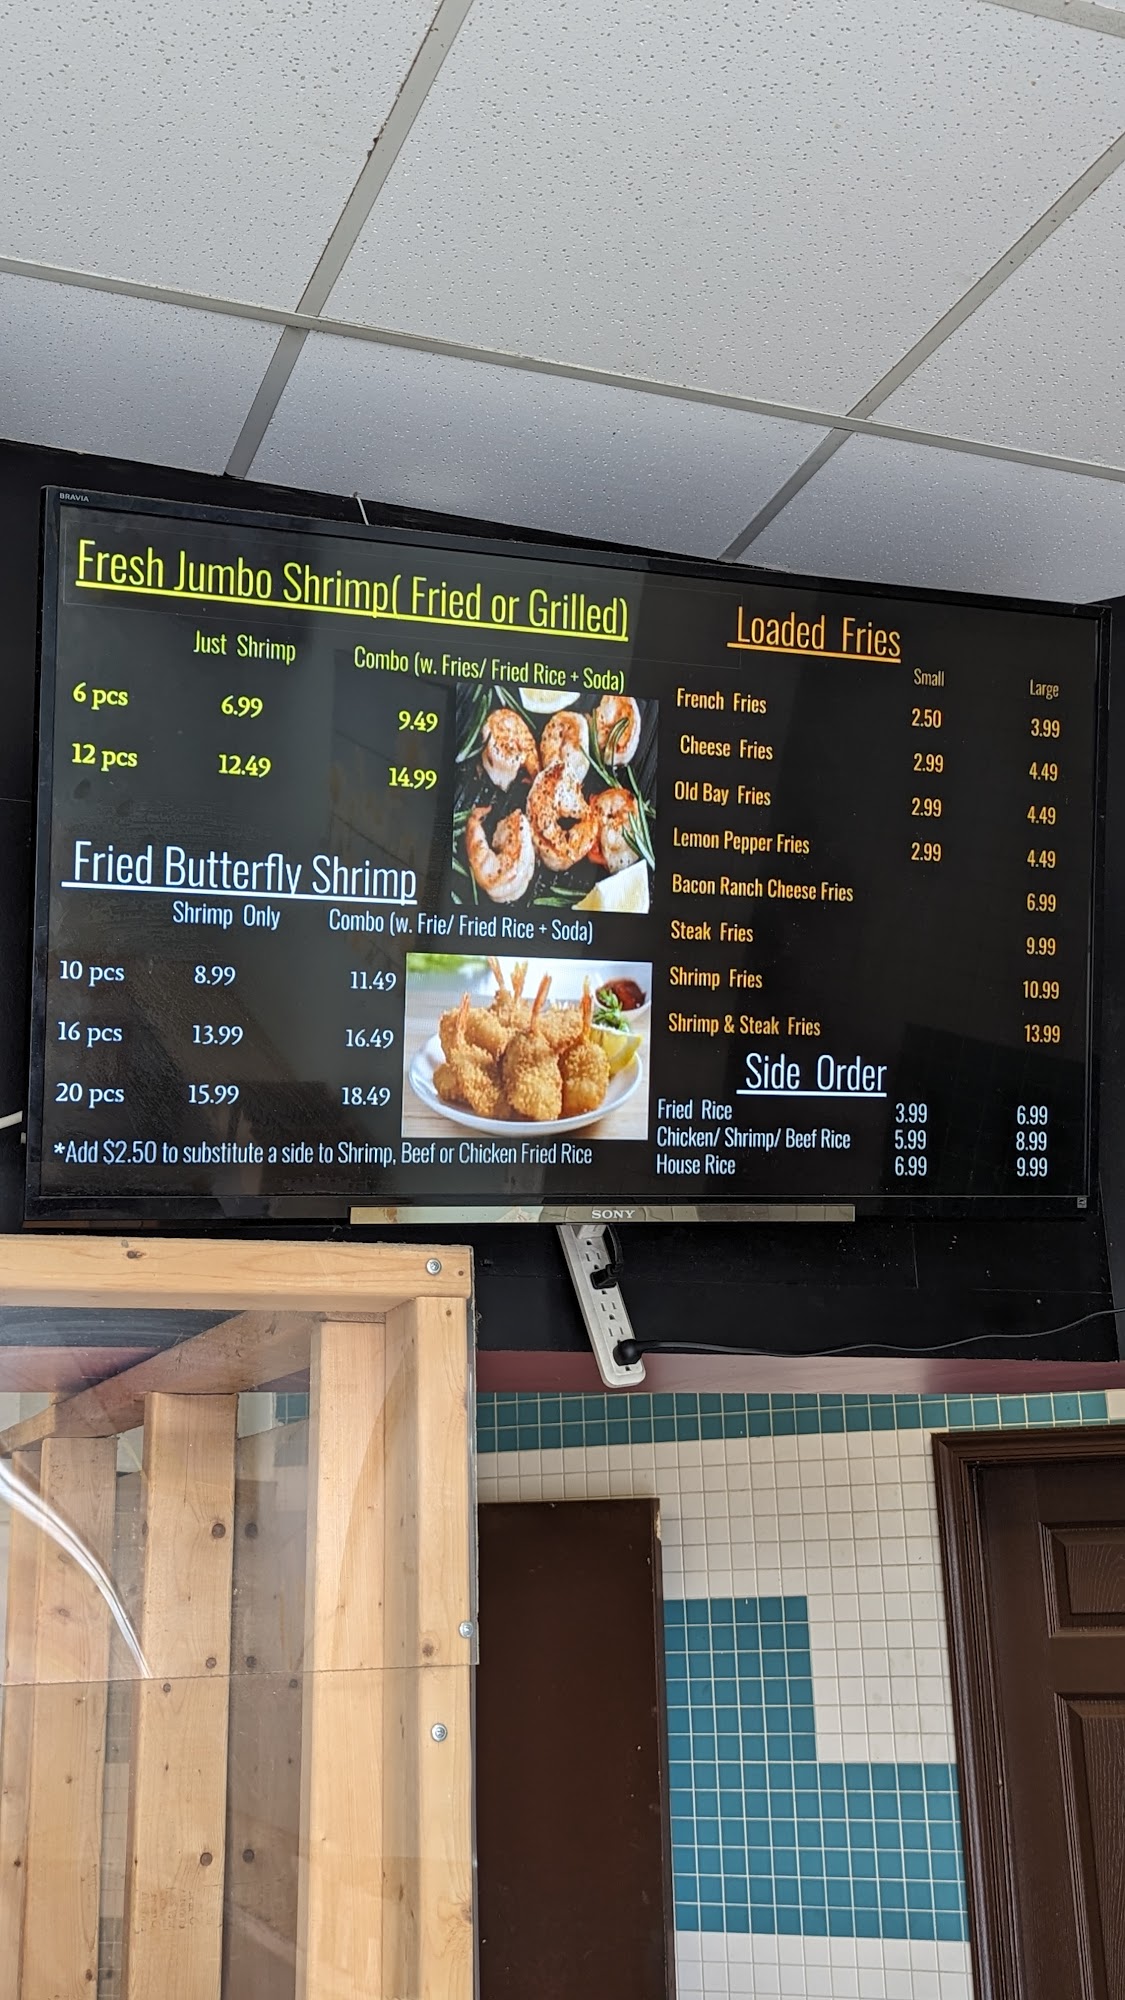 BRAVIA
Fresh Jumbo Shrimp( Fried or Grilled)
Just Shrimp Combo (w. Fries/ Fried Rice + Soda)
6 pcs 6.99 9.49
12 pcs 12.49 14.99
Fried Butterfly Shrimp
Shrimp Only Combo (w. Frie/ Fried Rice + Soda)
10 pcs 8.99 11.49
16 pcs 13.99 16.49
20 pcs 15.99 18.49
*Add $2.50 to substitute a side to Shrimp, Beef or Chicken Fried Rice
Loaded Fries
Small Large
French Fries 2.50 3.99
Cheese Fries 2.99 4.49
Old Bay Fries 2.99 4.49
Lemon Pepper Fries 2.99 4.49
Bacon Ranch Cheese Fries 6.99
Steak Fries 9.99
Shrimp Fries 10.99
Shrimp & Steak Fries 13.99
Side Order
Fried Rice 3.99 6.99
Chicken/ Shrimp/ Beef Rice 5.99 8.99
House Rice 6.99 9.99
SONY